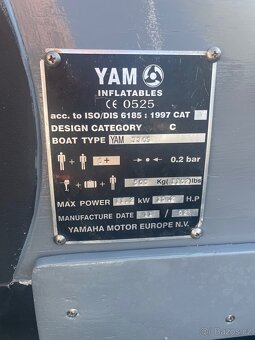 YAM
INFLATABLES
CE 0525
acc. to ISO/DIS 6185 : 1997 CAT
DESIGN CATEGORY C
BOAT TYPE YAM
+ 0.2 bar
Kg( )lbs
MAX POWER kW H.P
MANUFACTURE DATE /
YAMAHA MOTOR EUROPE N.V.